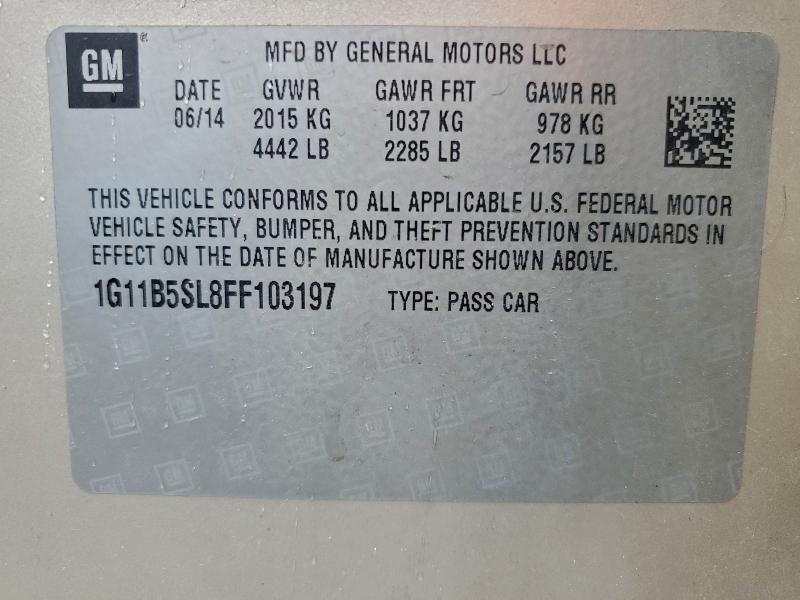 GM
MFD BY GENERAL MOTORS LLC
DATE GVWR GAWR FRT GAWR RR
06/14 2015 KG 1037 KG 978 KG
4442 LB 2285 LB 2157 LB
THIS VEHICLE CONFORMS TO ALL APPLICABLE U.S. FEDERAL MOTOR
VEHICLE SAFETY, BUMPER, AND THEFT PREVENTION STANDARDS IN
EFFECT ON THE DATE OF MANUFACTURE SHOWN ABOVE.
1G11B5SL8FF103197 TYPE: PASS CAR